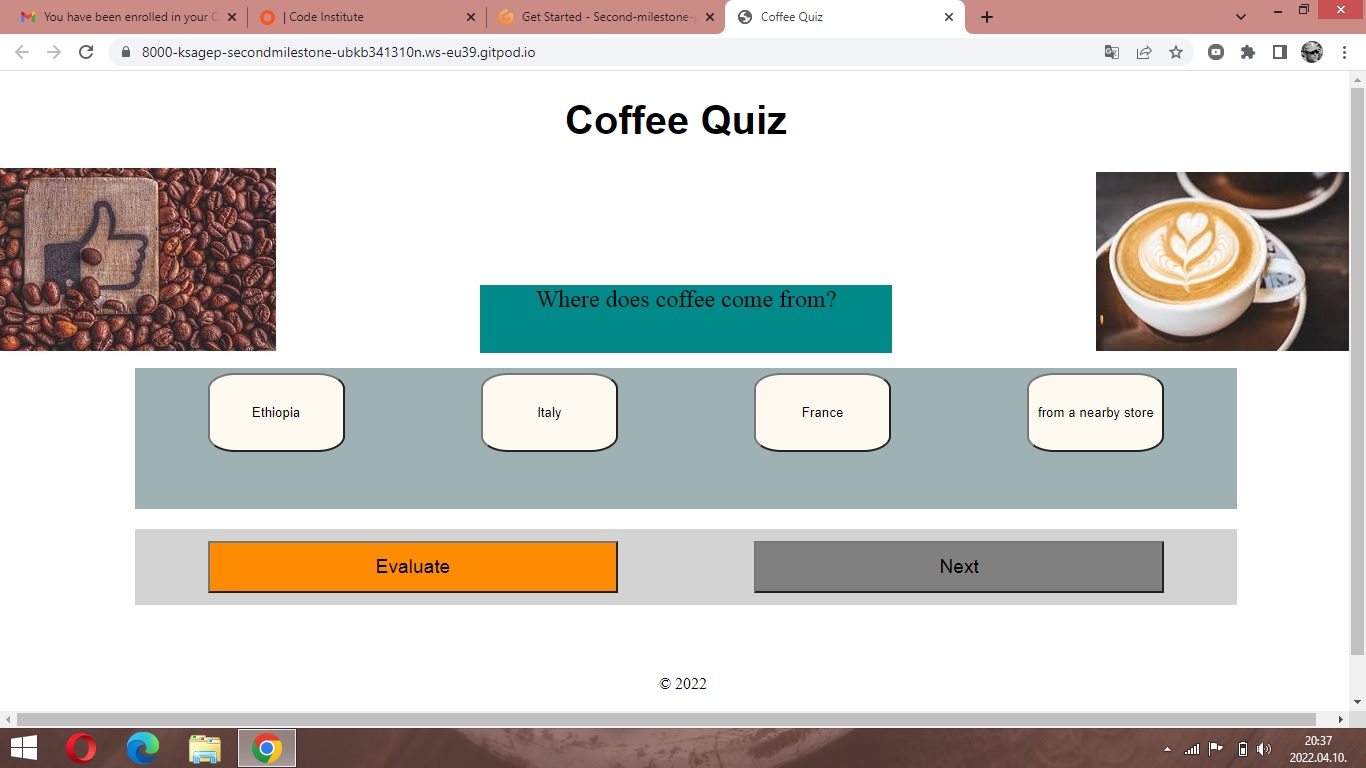 You have been enrolled in your C
| Code Institute
Get Started - Second-milestone-
Coffee Quiz
8000-ksagep-secondmilestone-ubkb341310n.ws-eu39.gitpod.io
Coffee Quiz
Where does coffee come from?
Ethiopia
Italy
France
from a nearby store
Evaluate
Next
© 2022
20:37
2022.04.10.